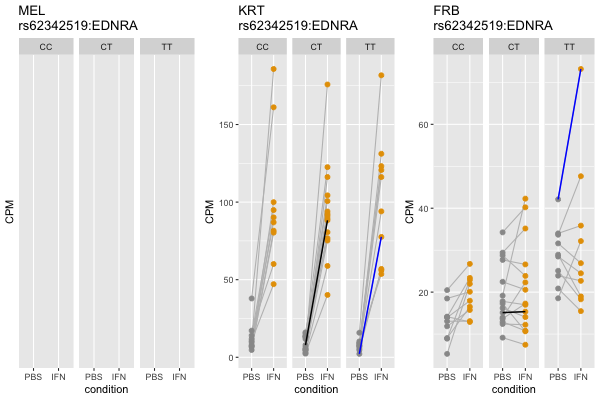 MEL
rs62342519:EDNRA
CC CT TT
CPM
PBS IFN PBS IFN PBS IFN
KRT
rs62342519:EDNRA
CC CT TT
CPM
150
100
50
0
PBS IFN PBS IFN PBS IFN
condition
FRB
rs62342519:EDNRA
CC CT TT
CPM
60
40
20
PBS IFN PBS IFN PBS IFN
condition
condition